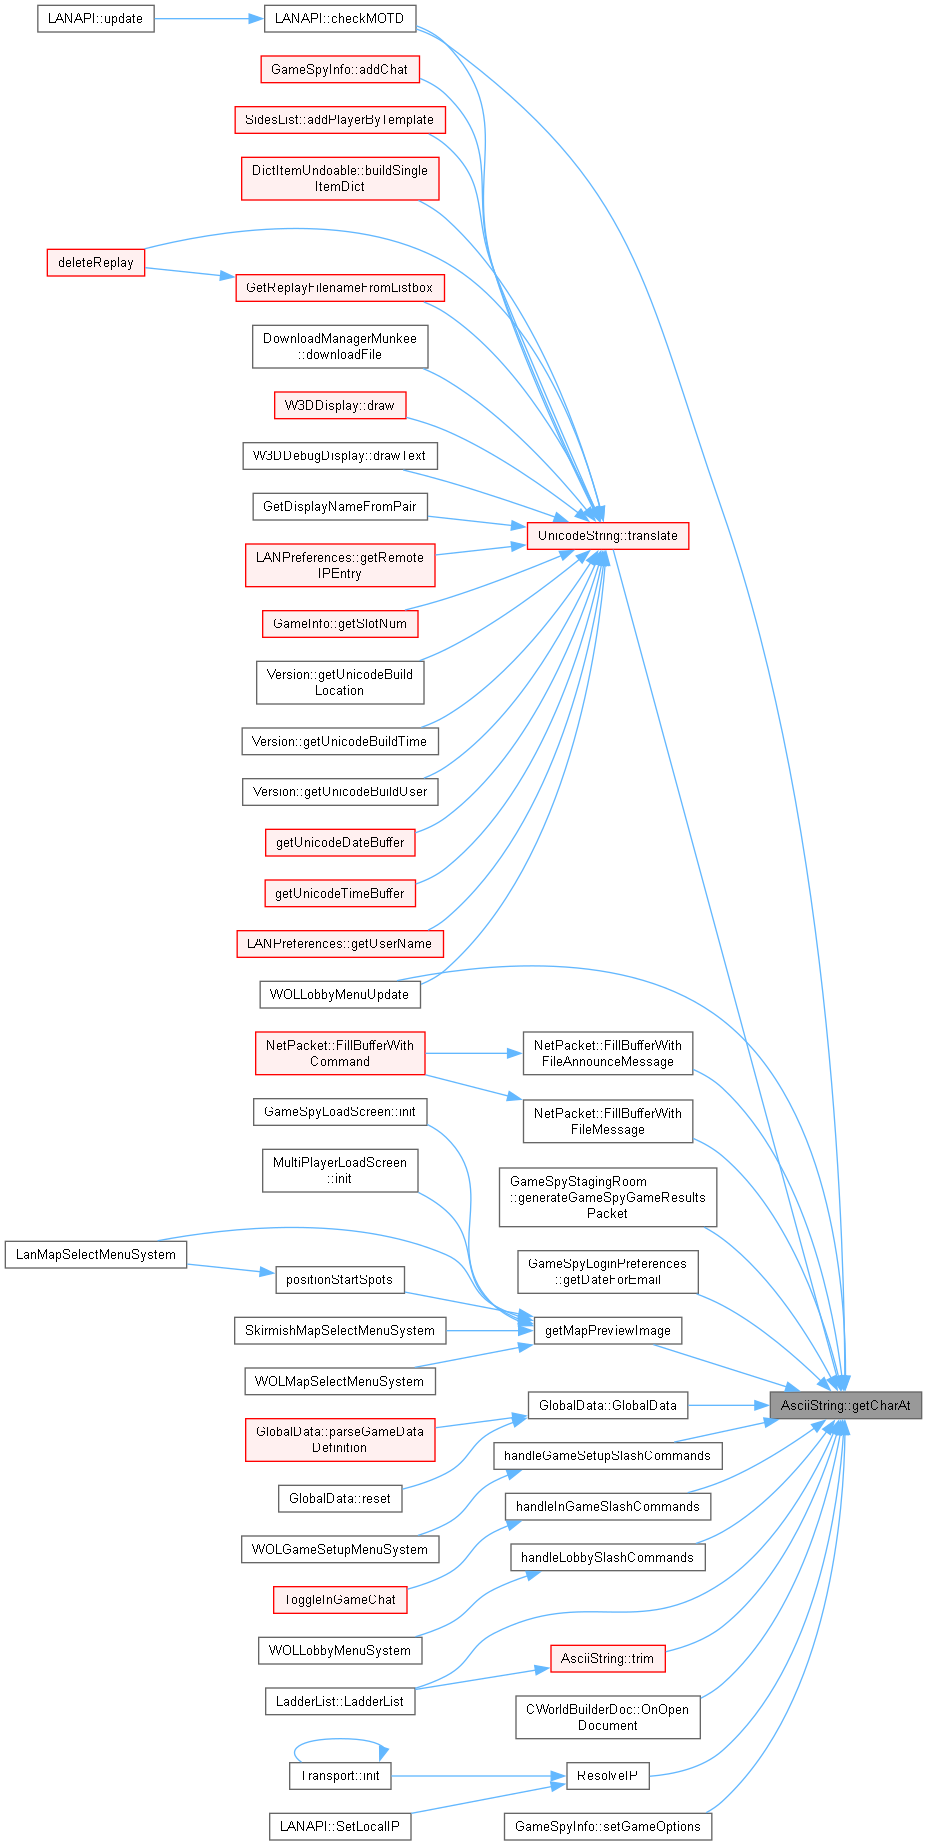 LANAPI::update
LANAPI::checkMOTD
GameSpyInfo::addChat
SidesList::addPlayerByTemplate
DictItemUndoable::buildSingle
ItemDict
deleteReplay
GetReplayFilenameFromListbox
DownloadManagerMunkee
::downloadFile
W3DDisplay::draw
W3DDebugDisplay::drawText
GetDisplayNameFromPair
UnicodeString::translate
LANPreferences::getRemote
IPEntry
GameInfo::getSlotNum
Version::getUnicodeBuild
Location
Version::getUnicodeBuildTime
Version::getUnicodeBuildUser
getUnicodeDateBuffer
getUnicodeTimeBuffer
LANPreferences::getUserName
WOLLobbyMenuUpdate
NetPacket::FillBufferWith
Command
NetPacket::FillBufferWith
FileAnnounceMessage
GameSpyLoadScreen::init
NetPacket::FillBufferWith
FileMessage
MultiPlayerLoadScreen
::init
GameSpyStagingRoom
::generateGameSpyGameResults
Packet
LanMapSelectMenuSystem
positionStartSpots
GameSpyLoginPreferences
::getDateForEmail
SkirmishMapSelectMenuSystem
getMapPreviewImage
WOLMapSelectMenuSystem
AsciiString::getCharAt
GlobalData::GlobalData
GlobalData::parseGameData
Definition
handleGameSetupSlashCommands
GlobalData::reset
handleInGameSlashCommands
WOLGameSetupMenuSystem
handleLobbySlashCommands
ToggleInGameChat
WOLLobbyMenuSystem
AsciiString::trim
LadderList::LadderList
CWorldBuilderDoc::OnOpen
Document
Transport::init
ResolveIP
LANAPI::SetLocalIP
GameSpyInfo::setGameOptions